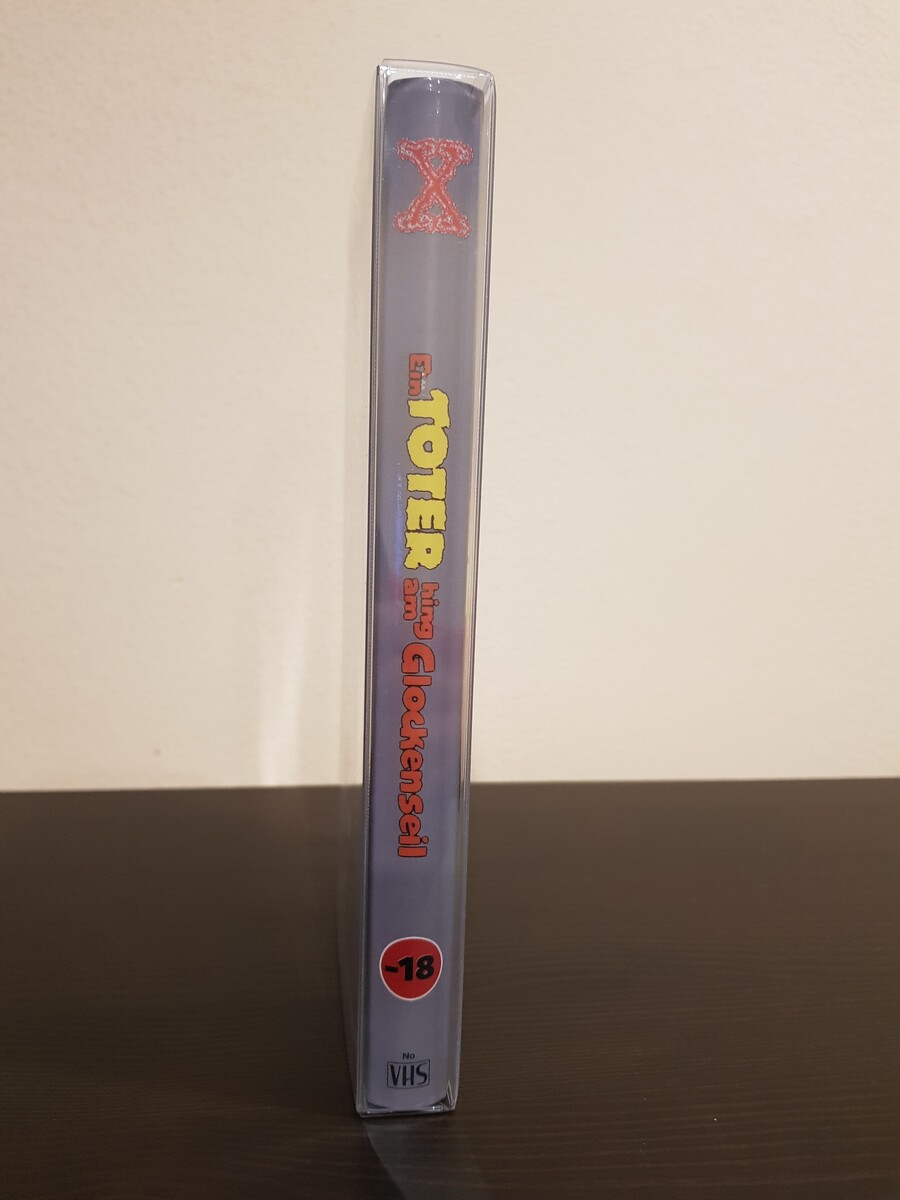 X
Ein TOTER hing am Glockenseil
-18
No
VHS